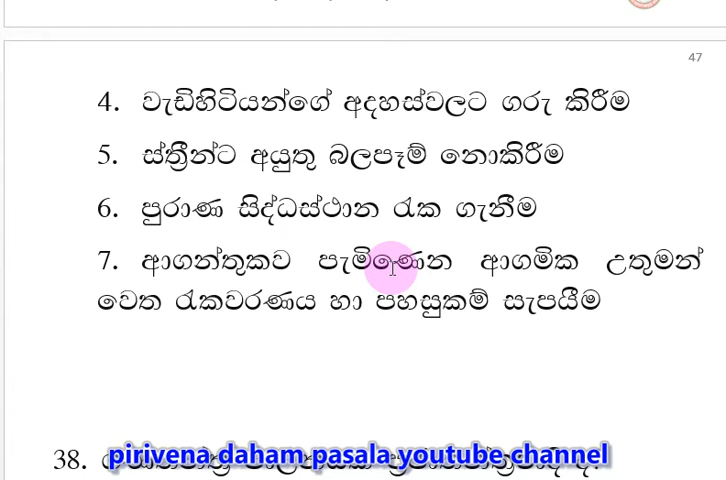 47
4. වැඩිහිටියන්ගේ අදහස්වලට ගරු කිරීම
5. ස්ත්‍රීන්ට අයුතු බලපෑම් නොකිරීම
6. පුරාණ සිද්ධස්ථාන රැක ගැනීම
7. ආගන්තුකව පැමිණෙන ආගමික උතුමන්
වෙත රැකවරණය හා පහසුකම් සැපයීම
38.
pirivena daham pasala youtube channel